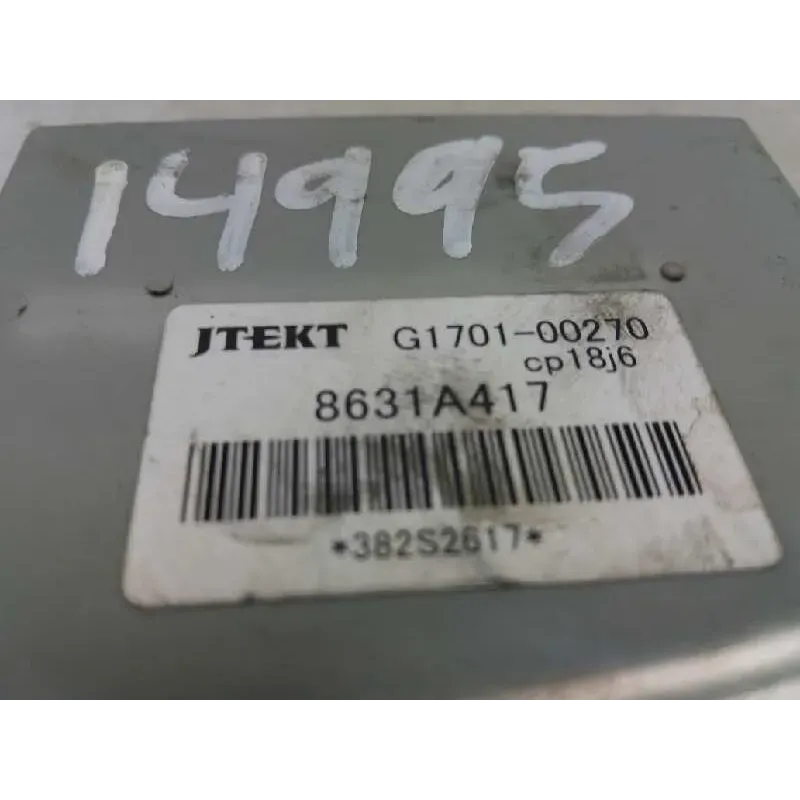 14995
JTEKT G1701-00270
cp18j6
8631A417
*382S2617*